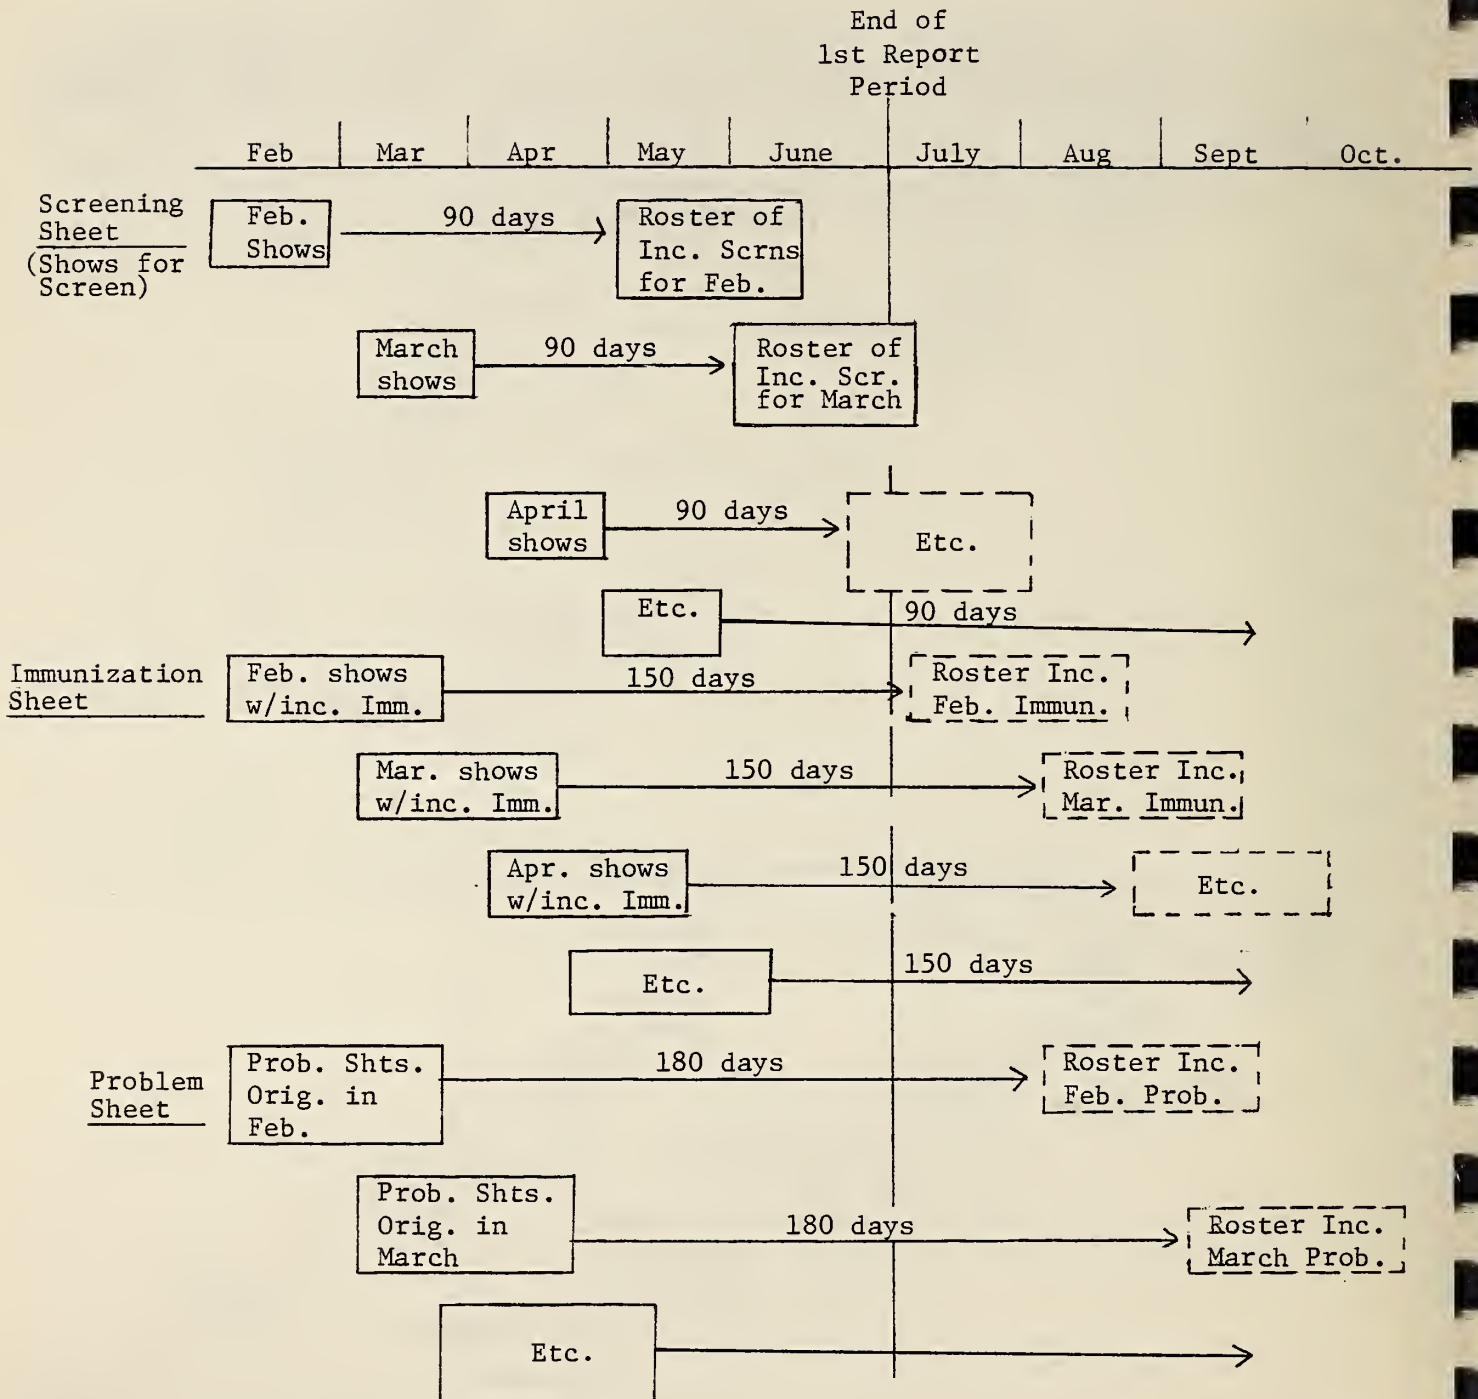 End of
1st Report
Period
Feb Mar Apr May June July Aug Sept Oct.
Screening
Sheet
(Shows for
Screen)
Feb.
Shows
90 days
Roster of
Inc. Scrns
for Feb.
March
shows
90 days
Roster of
Inc. Scr.
for March
April
shows
90 days
Etc.
Etc.
90 days
Immunization
Sheet
Feb. shows
w/inc. Imm.
150 days
Roster Inc.
Feb. Immun.
Mar. shows
w/inc. Imm.
150 days
Roster Inc.
Mar. Immun.
Apr. shows
w/inc. Imm.
150 days
Etc.
Etc.
150 days
Problem
Sheet
Prob. Shts.
Orig. in
Feb.
180 days
Roster Inc.
Feb. Prob.
Prob. Shts.
Orig. in
March
180 days
Roster Inc.
March Prob.
Etc.